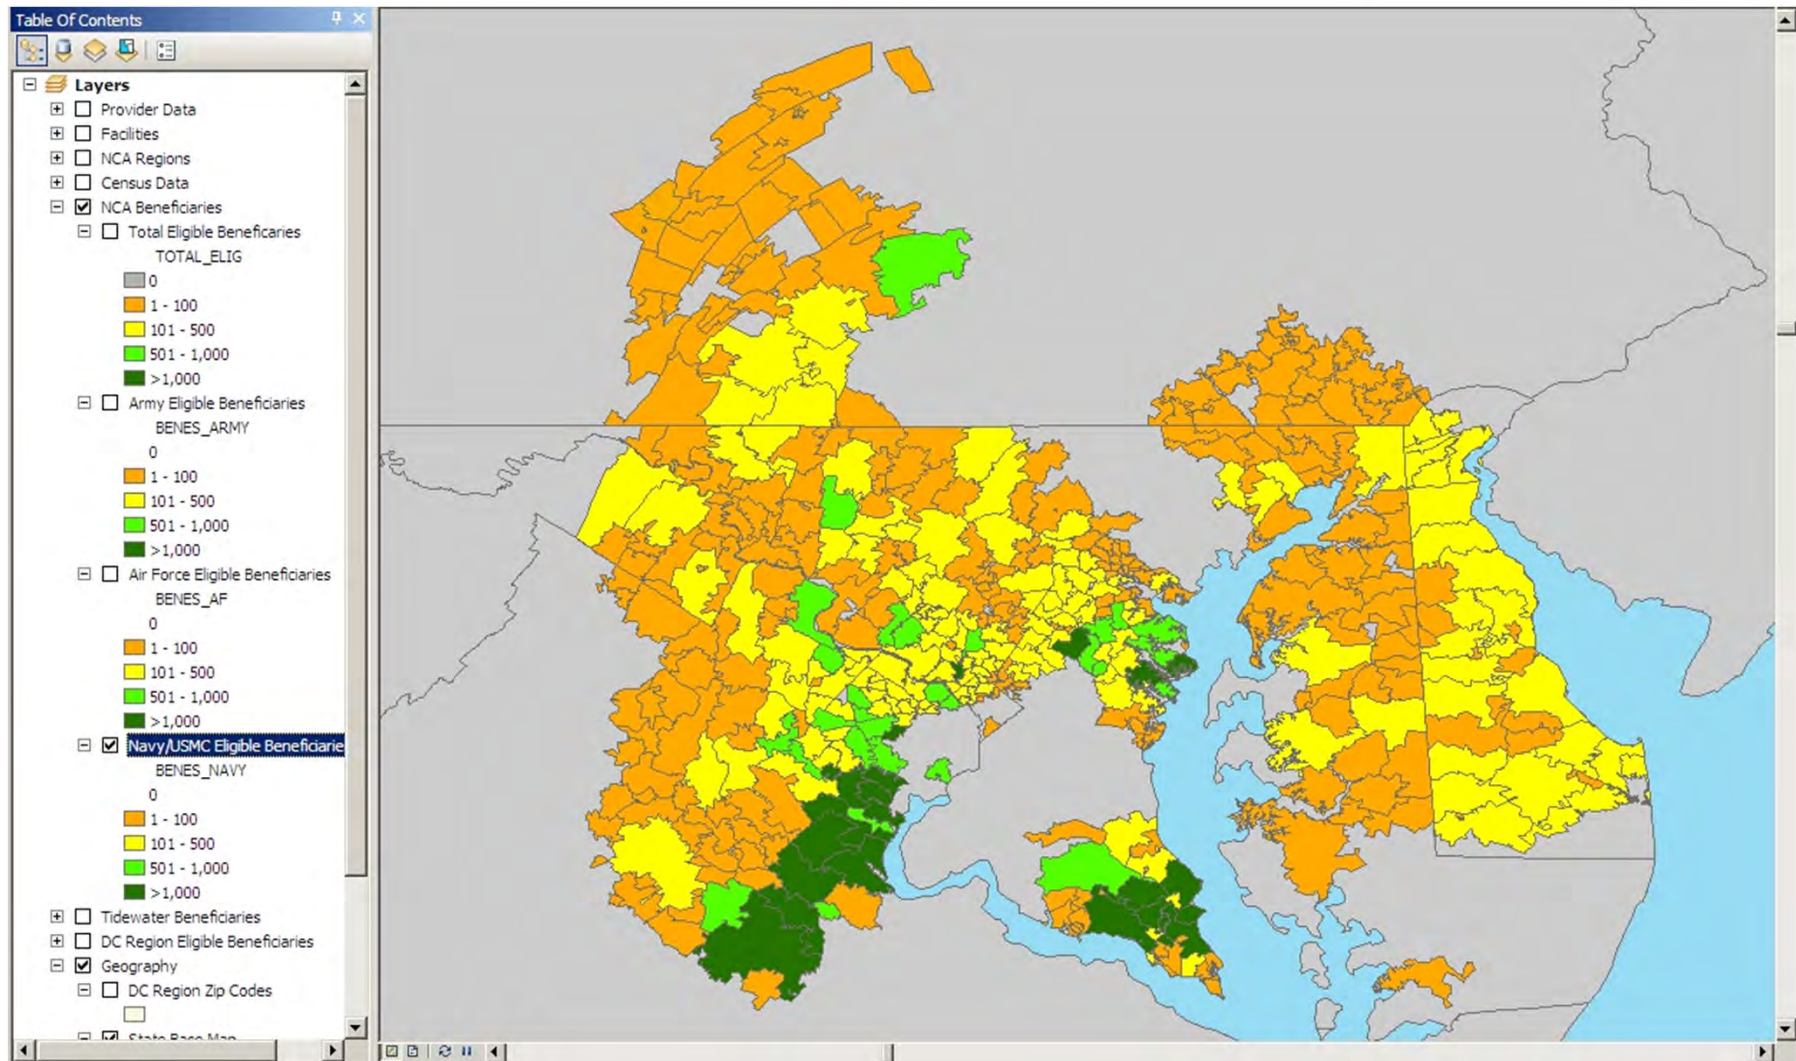 Table Of Contents
Layers
Provider Data
Facilities
NCA Regions
Census Data
NCA Beneficiaries
Total Eligible Beneficaries
TOTAL_ELIG
0
1 - 100
101 - 500
501 - 1,000
>1,000
Army Eligible Beneficiaries
BENES_ARMY
0
1 - 100
101 - 500
501 - 1,000
>1,000
Air Force Eligible Beneficiaries
BENES_AF
0
1 - 100
101 - 500
501 - 1,000
>1,000
Navy/USMC Eligible Beneficiarie
BENES_NAVY
0
1 - 100
101 - 500
501 - 1,000
>1,000
Tidewater Beneficiaries
DC Region Eligible Beneficiaries
Geography
DC Region Zip Codes
State Base Map